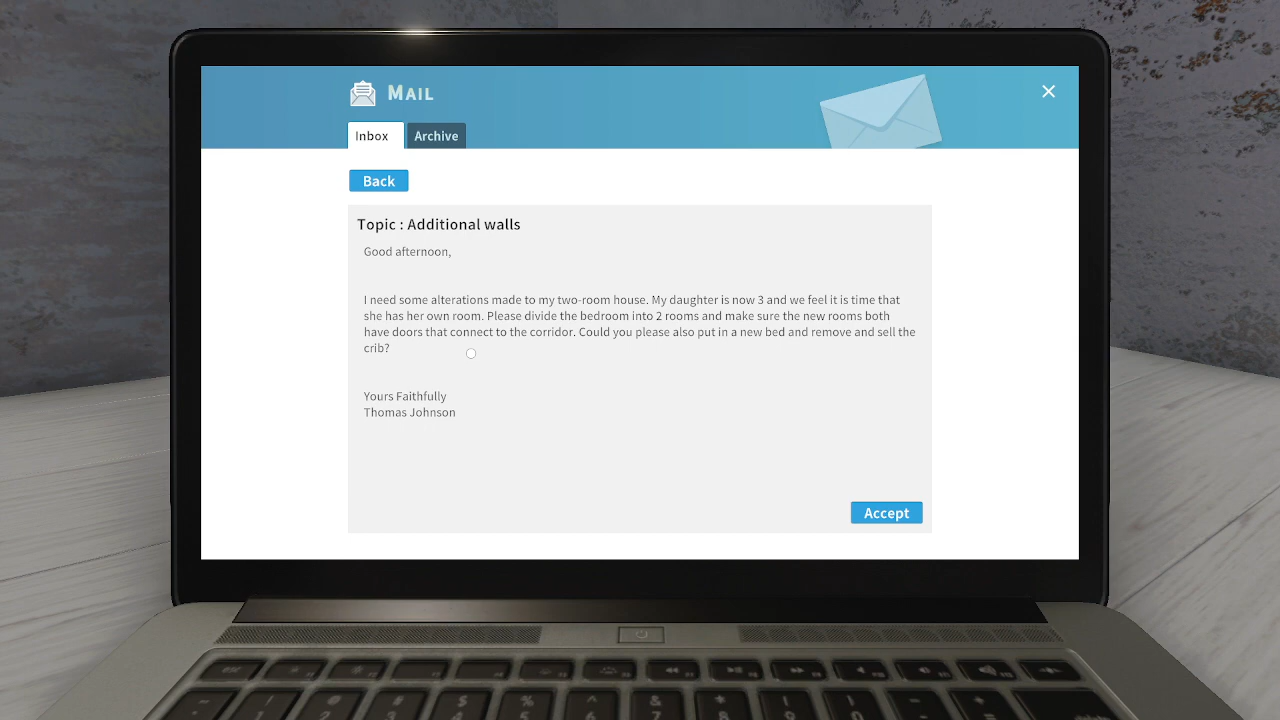 MAIL
Inbox
Archive
Back
Topic : Additional walls
Good afternoon,
I need some alterations made to my two-room house. My daughter is now 3 and we feel it is time that
she has her own room. Please divide the bedroom into 2 rooms and make sure the new rooms both
have doors that connect to the corridor. Could you please also put in a new bed and remove and sell the
crib?
Yours Faithfully
Thomas Johnson
Accept